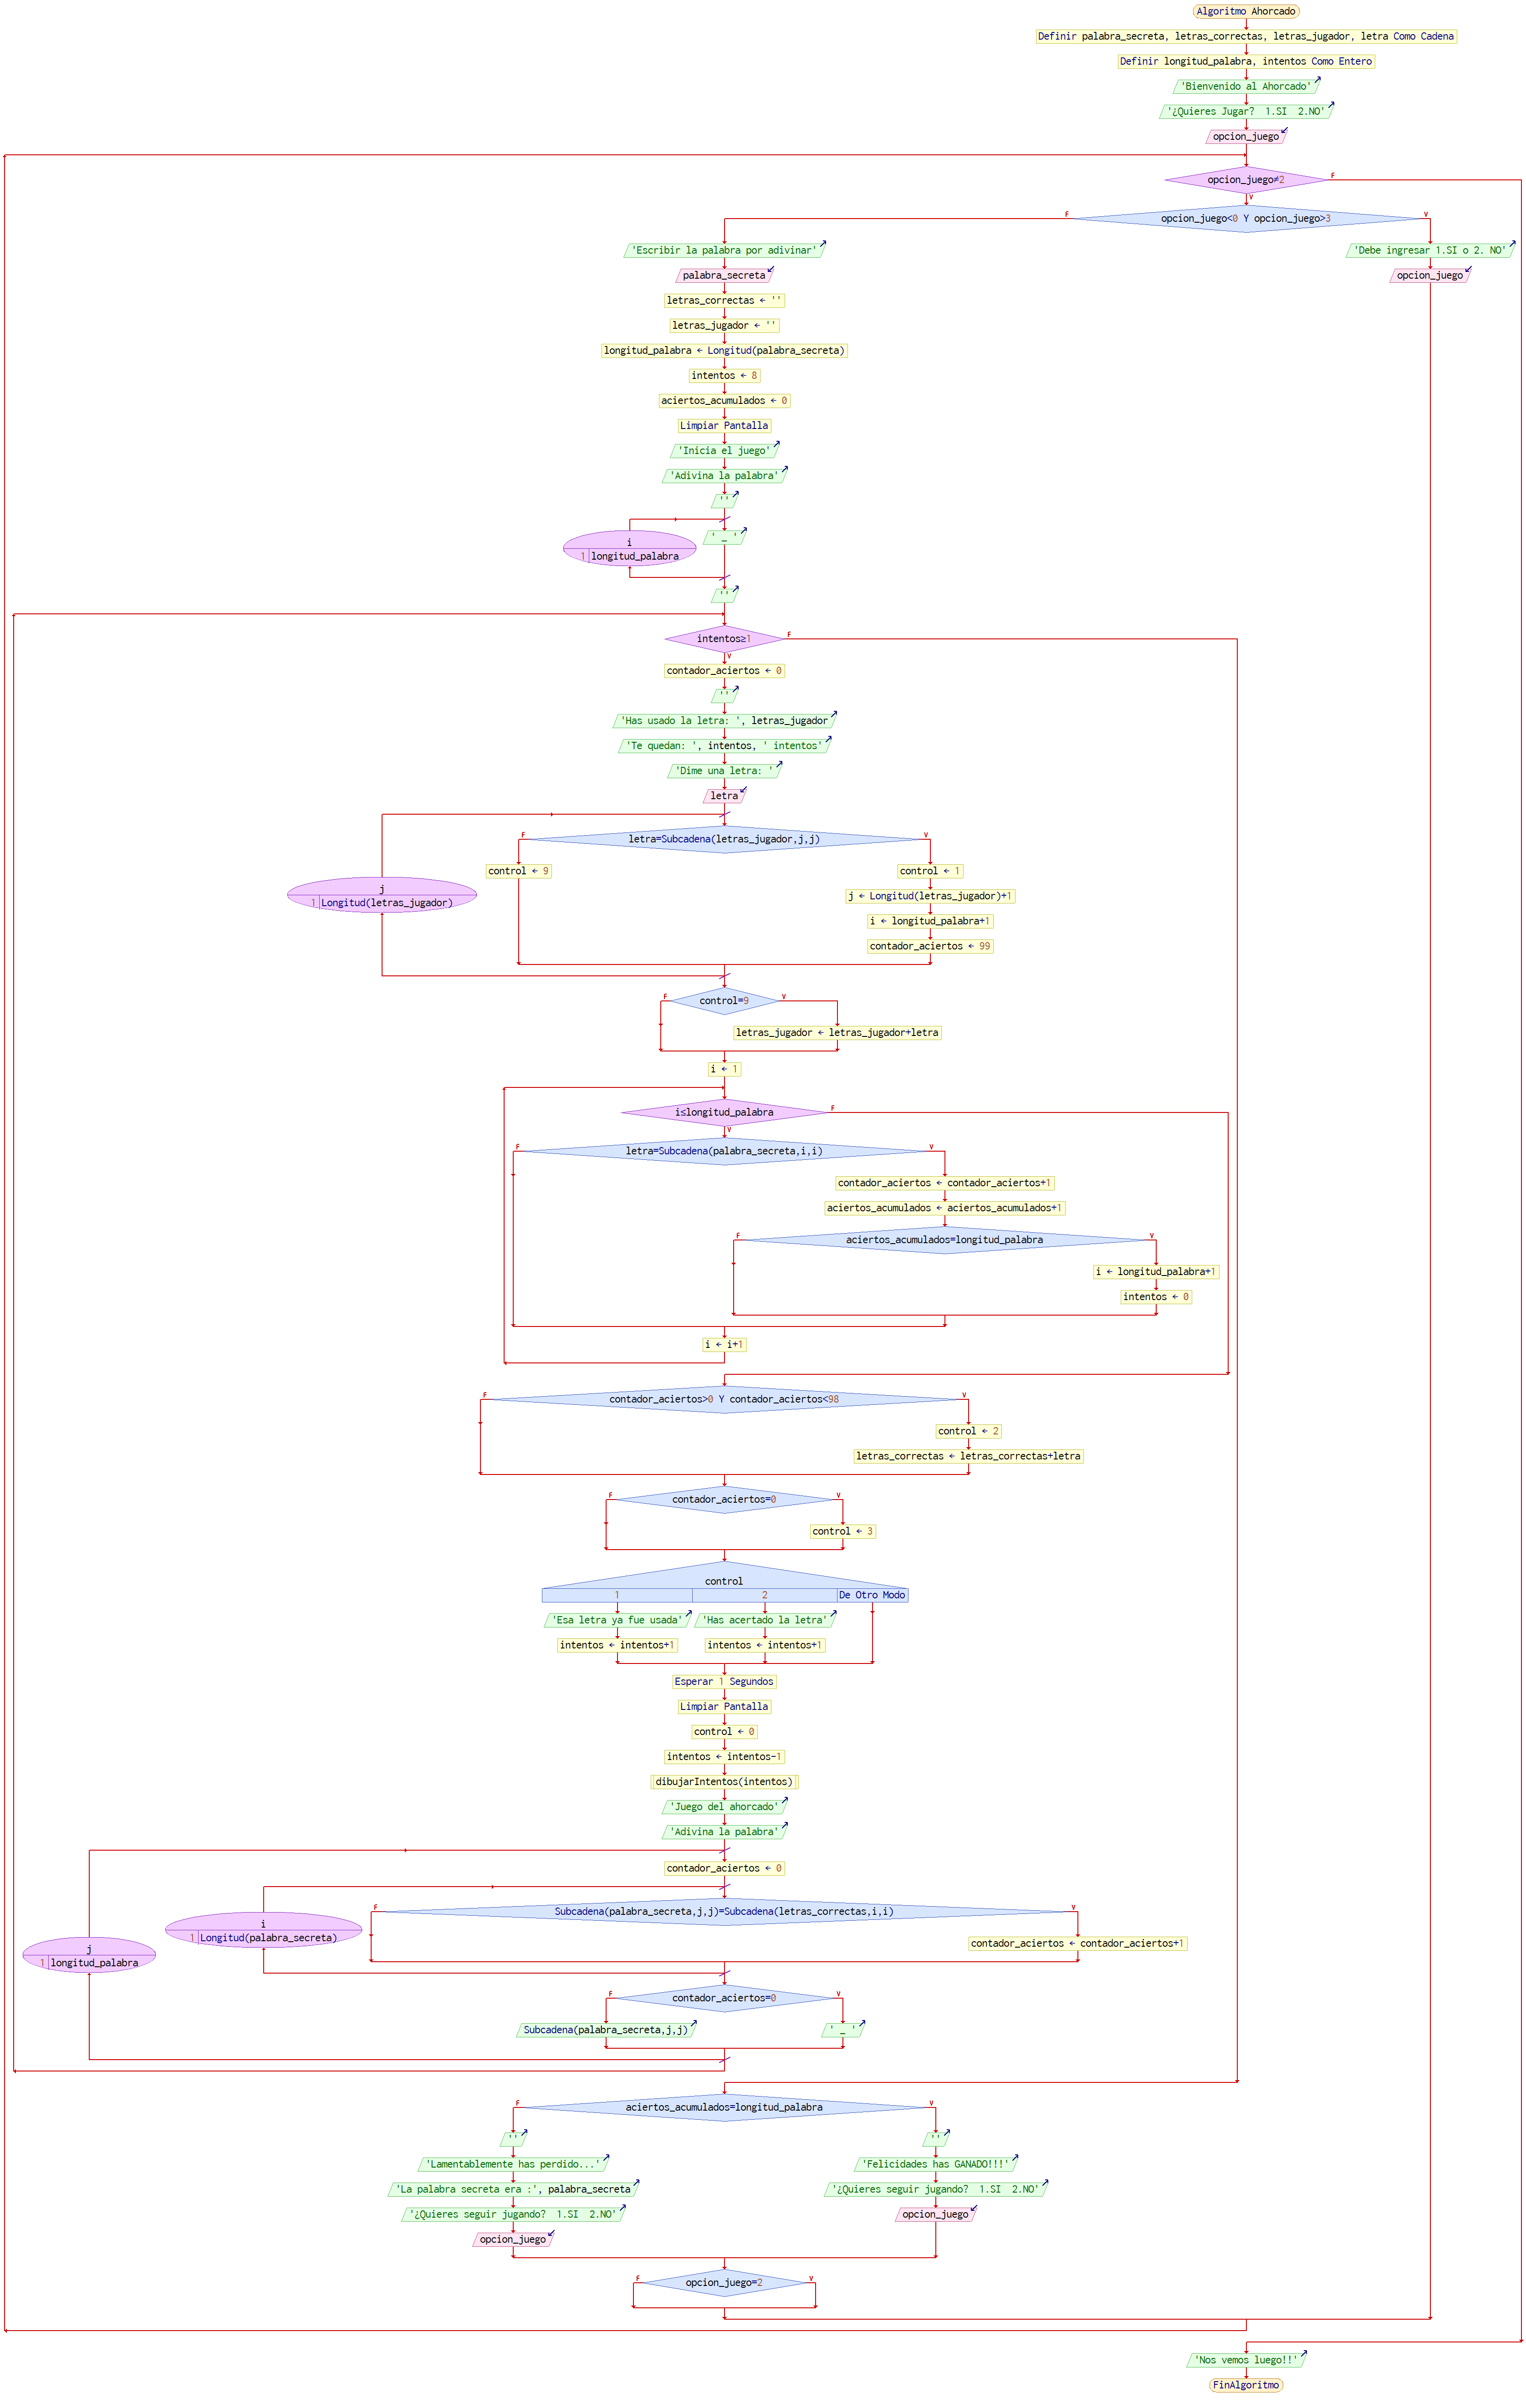 Algoritmo Ahorcado
Definir palabra_secreta, letras_correctas, letras_jugador, letra Como Cadena
Definir longitud_palabra, intentos Como Entero
'Bienvenido al Ahorcado'
'¿Quieres Jugar?  1.SI  2.NO'
opcion_juego
opcion_juego≠2
F
V
opcion_juego<0 Y opcion_juego>3
F
V
'Debe ingresar 1.SI o 2. NO'
opcion_juego
'Escribir la palabra por adivinar'
palabra_secreta
letras_correctas ← ''
letras_jugador ← ''
longitud_palabra ← Longitud(palabra_secreta)
intentos ← 8
aciertos_acumulados ← 0
Limpiar Pantalla
'Inicia el juego'
'Adivina la palabra'
''
i
1 longitud_palabra
' _ '
''
intentos≥1
F
V
contador_aciertos ← 0
''
'Has usado la letra: ', letras_jugador
'Te quedan: ', intentos, ' intentos'
'Dime una letra: '
letra
j
1 Longitud(letras_jugador)
letra=Subcadena(letras_jugador,j,j)
F
V
control ← 9
control ← 1
j ← Longitud(letras_jugador)+1
i ← longitud_palabra+1
contador_aciertos ← 99
control=9
F
V
letras_jugador ← letras_jugador+letra
i ← 1
i≤longitud_palabra
F
V
letra=Subcadena(palabra_secreta,i,i)
F
V
contador_aciertos ← contador_aciertos+1
aciertos_acumulados ← aciertos_acumulados+1
aciertos_acumulados=longitud_palabra
F
V
i ← longitud_palabra+1
intentos ← 0
i ← i+1
contador_aciertos>0 Y contador_aciertos<98
F
V
control ← 2
letras_correctas ← letras_correctas+letra
contador_aciertos=0
F
V
control ← 3
control
1 2 De Otro Modo
'Esa letra ya fue usada'
intentos ← intentos+1
'Has acertado la letra'
intentos ← intentos+1
Esperar 1 Segundos
Limpiar Pantalla
control ← 0
intentos ← intentos-1
dibujarIntentos(intentos)
'Juego del ahorcado'
'Adivina la palabra'
j
1 longitud_palabra
contador_aciertos ← 0
i
1 Longitud(palabra_secreta)
Subcadena(palabra_secreta,j,j)=Subcadena(letras_correctas,i,i)
F
V
contador_aciertos ← contador_aciertos+1
contador_aciertos=0
F
V
Subcadena(palabra_secreta,j,j)
' _ '
aciertos_acumulados=longitud_palabra
F
V
''
'Lamentablemente has perdido...'
'La palabra secreta era :', palabra_secreta
'¿Quieres seguir jugando?  1.SI  2.NO'
opcion_juego
''
'Felicidades has GANADO!!!'
'¿Quieres seguir jugando?  1.SI  2.NO'
opcion_juego
opcion_juego=2
F
V
'Nos vemos luego!!'
FinAlgoritmo